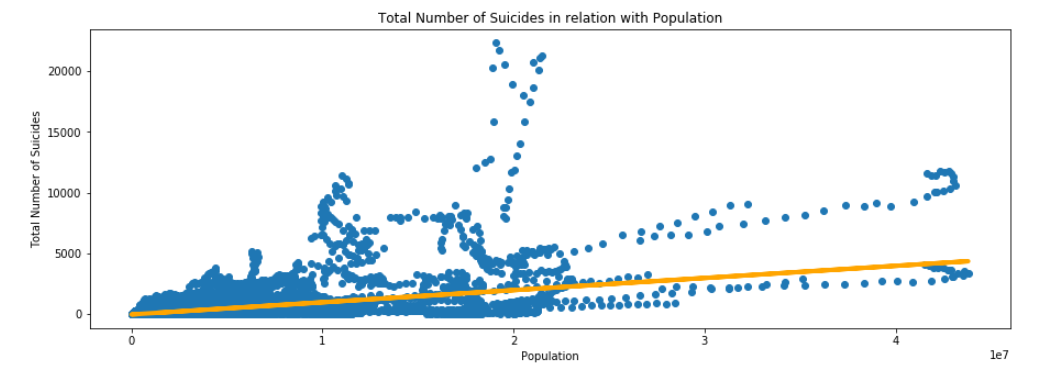 Total Number of Suicides in relation with Population
Total Number of Suicides
20000
15000
10000
5000
0
0
1
2
3
4
1e7
Population